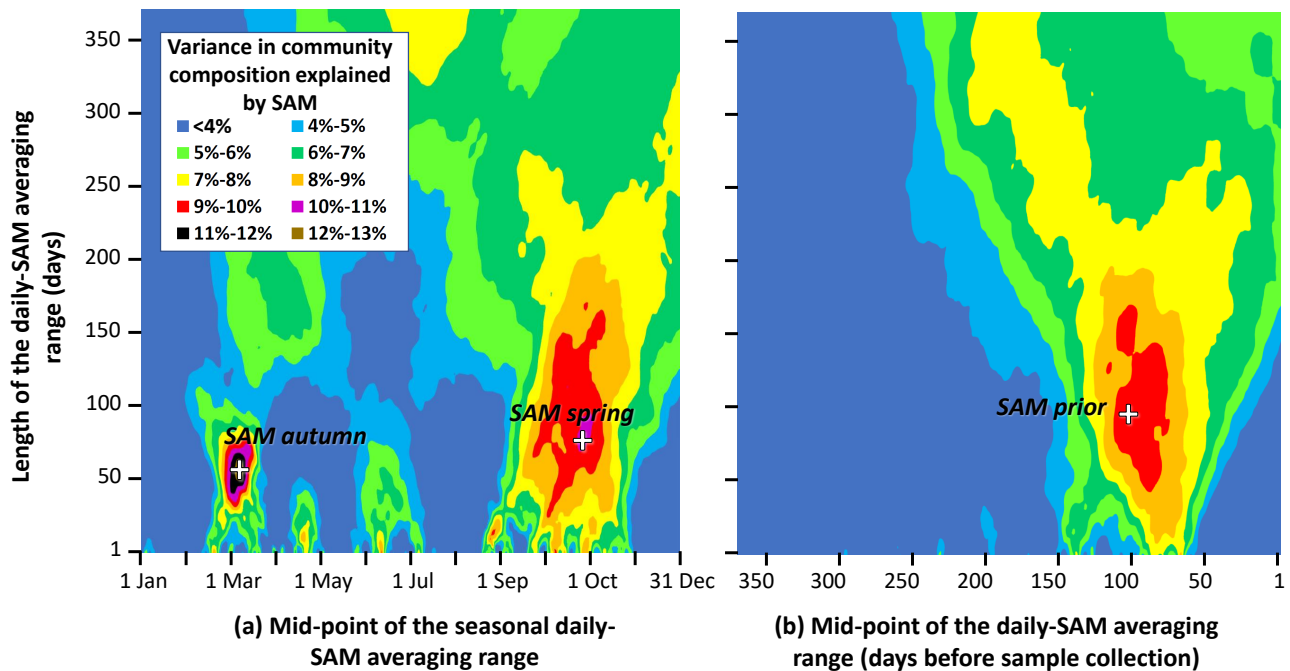 Length of the daily-SAM averaging
range (days)
350
300
250
200
150
100
50
1
Variance in community
composition explained
by SAM
<4% 4%-5%
5%-6% 6%-7%
7%-8% 8%-9%
9%-10% 10%-11%
11%-12% 12%-13%
SAM autumn
SAM spring
1 Jan 1 Mar 1 May 1 Jul 1 Sep 1 Oct 31 Dec
(a) Mid-point of the seasonal daily-
SAM averaging range
SAM prior
350 300 250 200 150 100 50 1
(b) Mid-point of the daily-SAM averaging
range (days before sample collection)